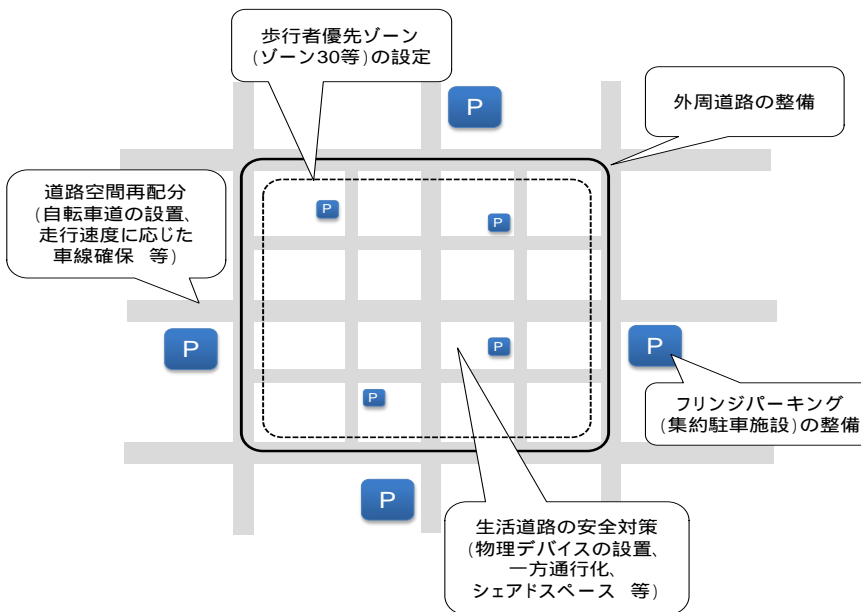 歩行者優先ゾーン
(ゾーン30等)の設定
P
外周道路の整備
道路空間再配分
(自転車道の設置、
走行速度に応じた
車線確保 等)
P
P
P
P
P
P
フリンジパーキング
(集約駐車施設)の整備
P
生活道路の安全対策
(物理デバイスの設置、
一方通行化、
シェアドスペース 等)